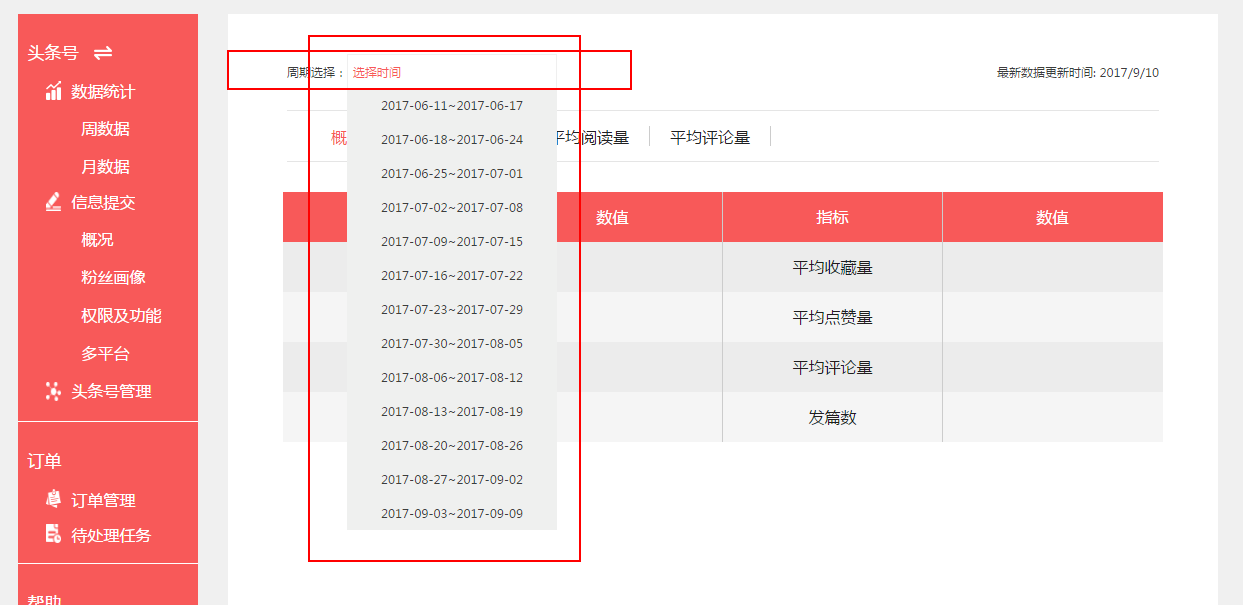 头条号
数据统计
周数据
月数据
信息提交
概况
粉丝画像
权限及功能
多平台
头条号管理
订单
订单管理
待处理任务
帮助
周期选择： 选择时间
最新数据更新时间: 2017/9/10
2017-06-11~2017-06-17
2017-06-18~2017-06-24
2017-06-25~2017-07-01
2017-07-02~2017-07-08
2017-07-09~2017-07-15
2017-07-16~2017-07-22
2017-07-23~2017-07-29
2017-07-30~2017-08-05
2017-08-06~2017-08-12
2017-08-13~2017-08-19
2017-08-20~2017-08-26
2017-08-27~2017-09-02
2017-09-03~2017-09-09
概 平均阅读量 平均评论量
数值 指标 数值
平均收藏量
平均点赞量
平均评论量
发篇数